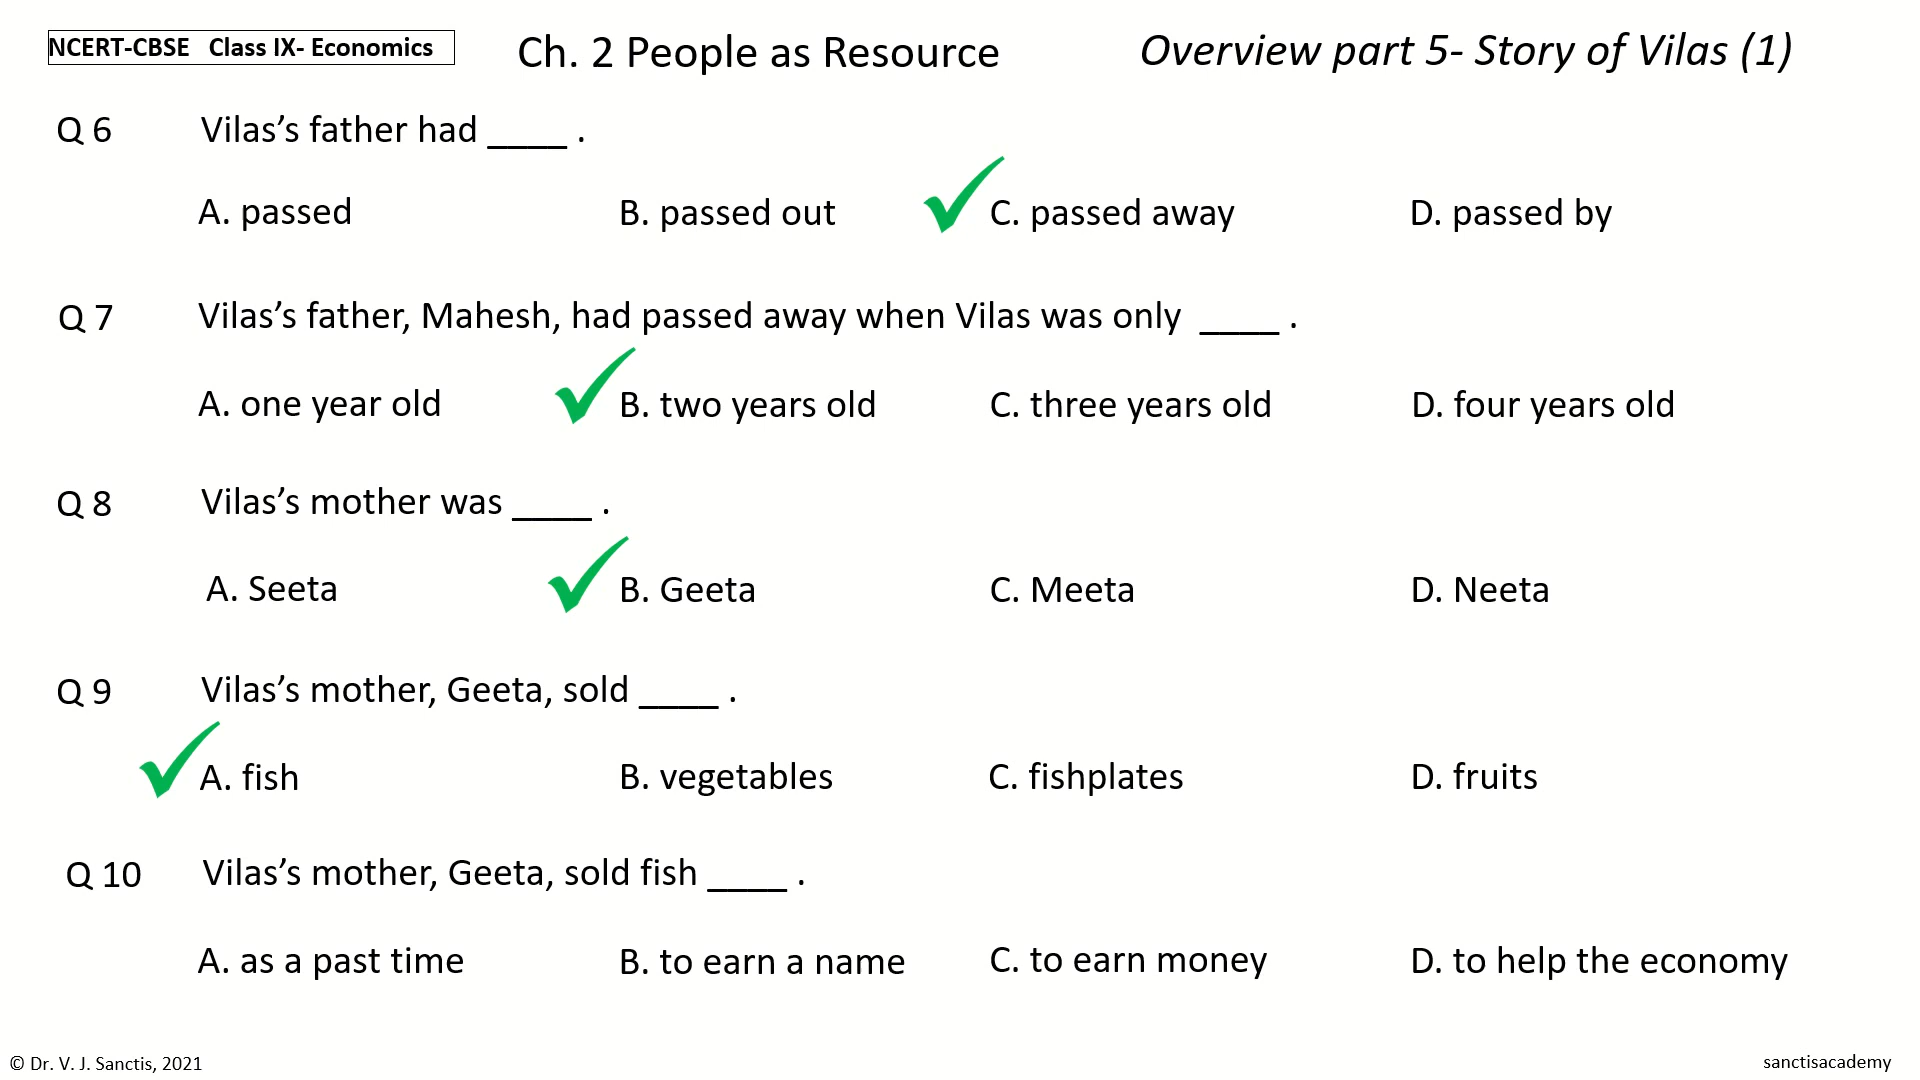 NCERT-CBSE Class IX- Economics Ch. 2 People as Resource Overview part 5- Story of Vilas (1)
Q 6 Vilas’s father had ____ .
A. passed B. passed out C. passed away D. passed by
Q 7 Vilas’s father, Mahesh, had passed away when Vilas was only ____ .
A. one year old B. two years old C. three years old D. four years old
Q 8 Vilas’s mother was ____ .
A. Seeta B. Geeta C. Meeta D. Neeta
Q 9 Vilas’s mother, Geeta, sold ____ .
A. fish B. vegetables C. fishplates D. fruits
Q 10 Vilas’s mother, Geeta, sold fish ____ .
A. as a past time B. to earn a name C. to earn money D. to help the economy
© Dr. V. J. Sanctis, 2021 sanctisacademy